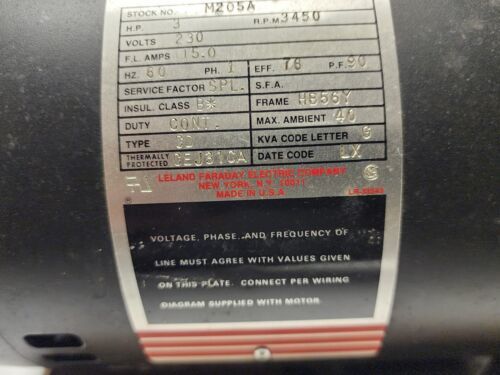 STOCK NO. M205A
H.P. 3 R.P.M 3450
VOLTS 230
F.L. AMPS 15.0
HZ. 60 PH. 1 EFF. 78 P.F. 90
SERVICE FACTOR SPL. S.F.A.
INSUL. CLASS B* FRAME HB56Y
DUTY CONT. MAX. AMBIENT 40
TYPE KVA CODE LETTER G
THERMALLY PROTECTED CEJ81CA DATE CODE LX
LELAND FARADAY ELECTRIC COMPANY
NEW YORK, N.Y. 10011
MADE IN U.S.A.
VOLTAGE, PHASE, AND FREQUENCY OF
LINE MUST AGREE WITH VALUES GIVEN
ON THIS PLATE. CONNECT PER WIRING
DIAGRAM SUPPLIED WITH MOTOR.